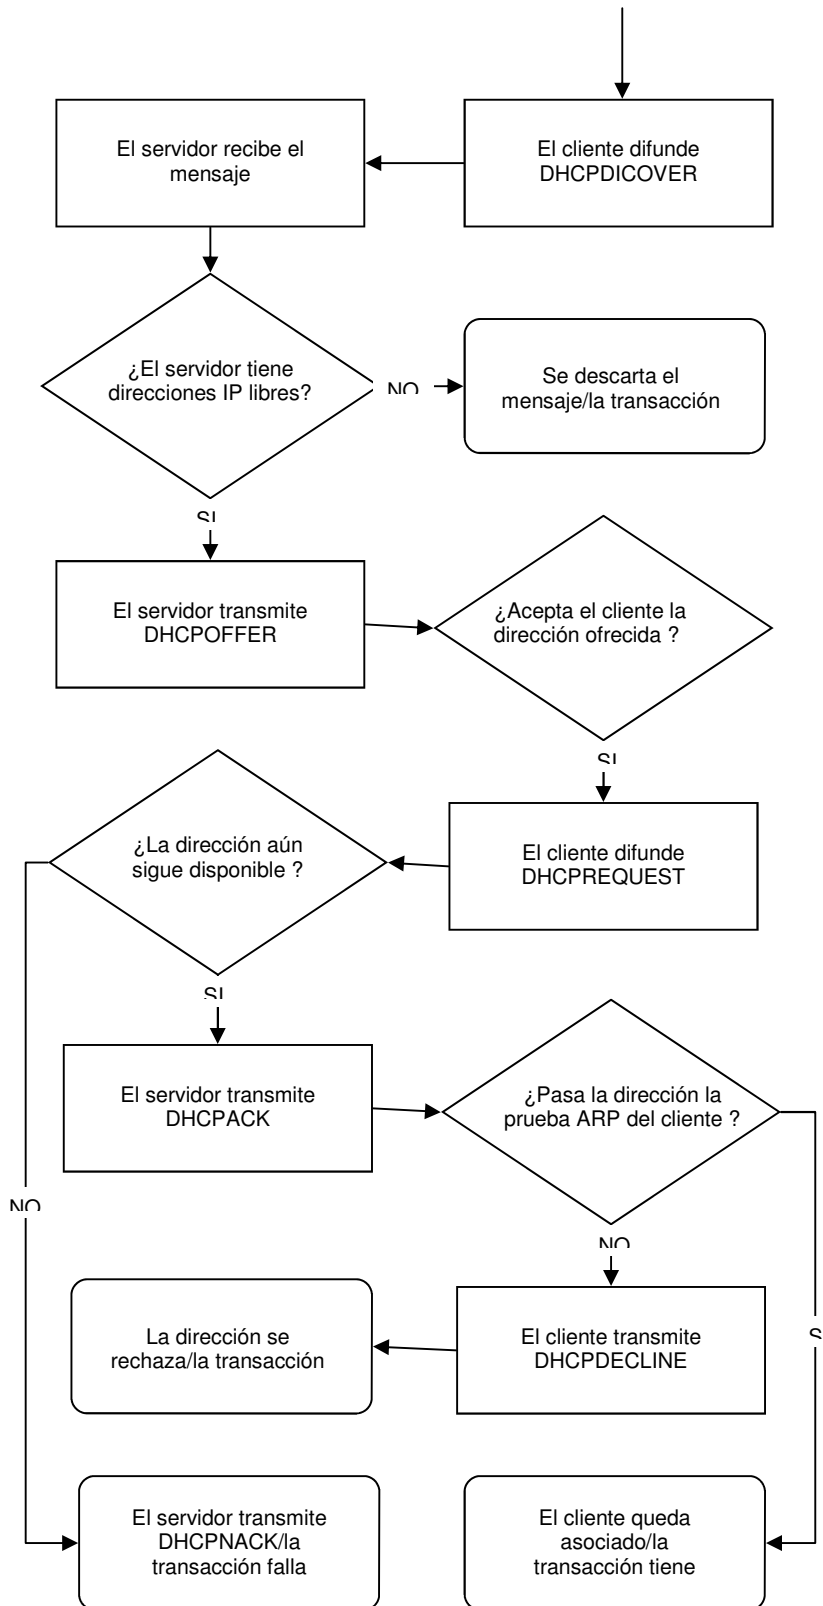 El cliente difunde
DHCPDICOVER
El servidor recibe el
mensaje
¿El servidor tiene
direcciones IP libres?
NO
Se descarta el
mensaje/la transacción
SI
El servidor transmite
DHCPOFFER
¿Acepta el cliente la
dirección ofrecida ?
SI
El cliente difunde
DHCPREQUEST
¿La dirección aún
sigue disponible ?
SI
El servidor transmite
DHCPACK
¿Pasa la dirección la
prueba ARP del cliente ?
NO
NO
El cliente transmite
DHCPDECLINE
S
La dirección se
rechaza/la transacción
El servidor transmite
DHCPNACK/la
transacción falla
El cliente queda
asociado/la
transacción tiene